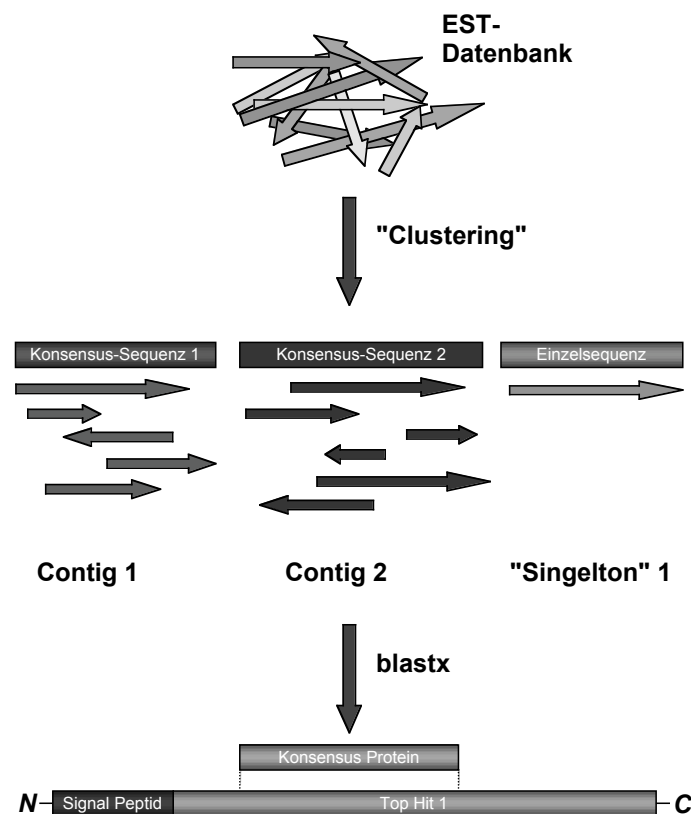 EST-
Datenbank
"Clustering"
Konsensus-Sequenz 1
Konsensus-Sequenz 2
Einzelsequenz
Contig 1
Contig 2
"Singelton" 1
blastx
Konsensus Protein
N
Signal Peptid
Top Hit 1
C